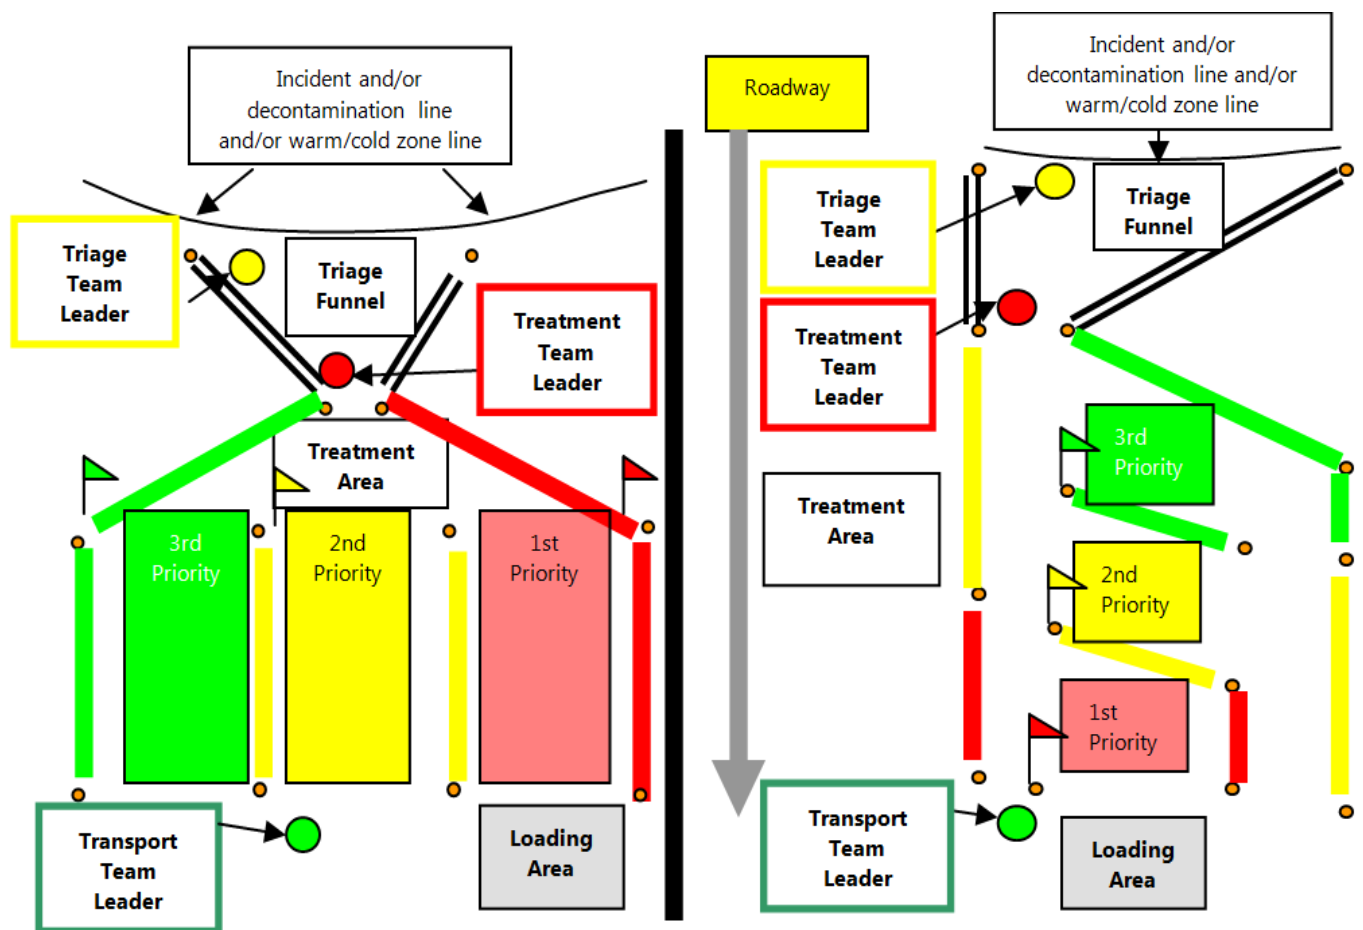 Incident and/or
decontamination line
and/or warm/cold zone line
Triage
Team
Leader
Triage
Funnel
Treatment
Team
Leader
Treatment
Area
3rd
Priority
2nd
Priority
1st
Priority
Transport
Team
Leader
Loading
Area
Roadway
Incident and/or
decontamination line and/or
warm/cold zone line
Triage
Team
Leader
Triage
Funnel
Treatment
Team
Leader
3rd
Priority
Treatment
Area
2nd
Priority
1st
Priority
Transport
Team
Leader
Loading
Area